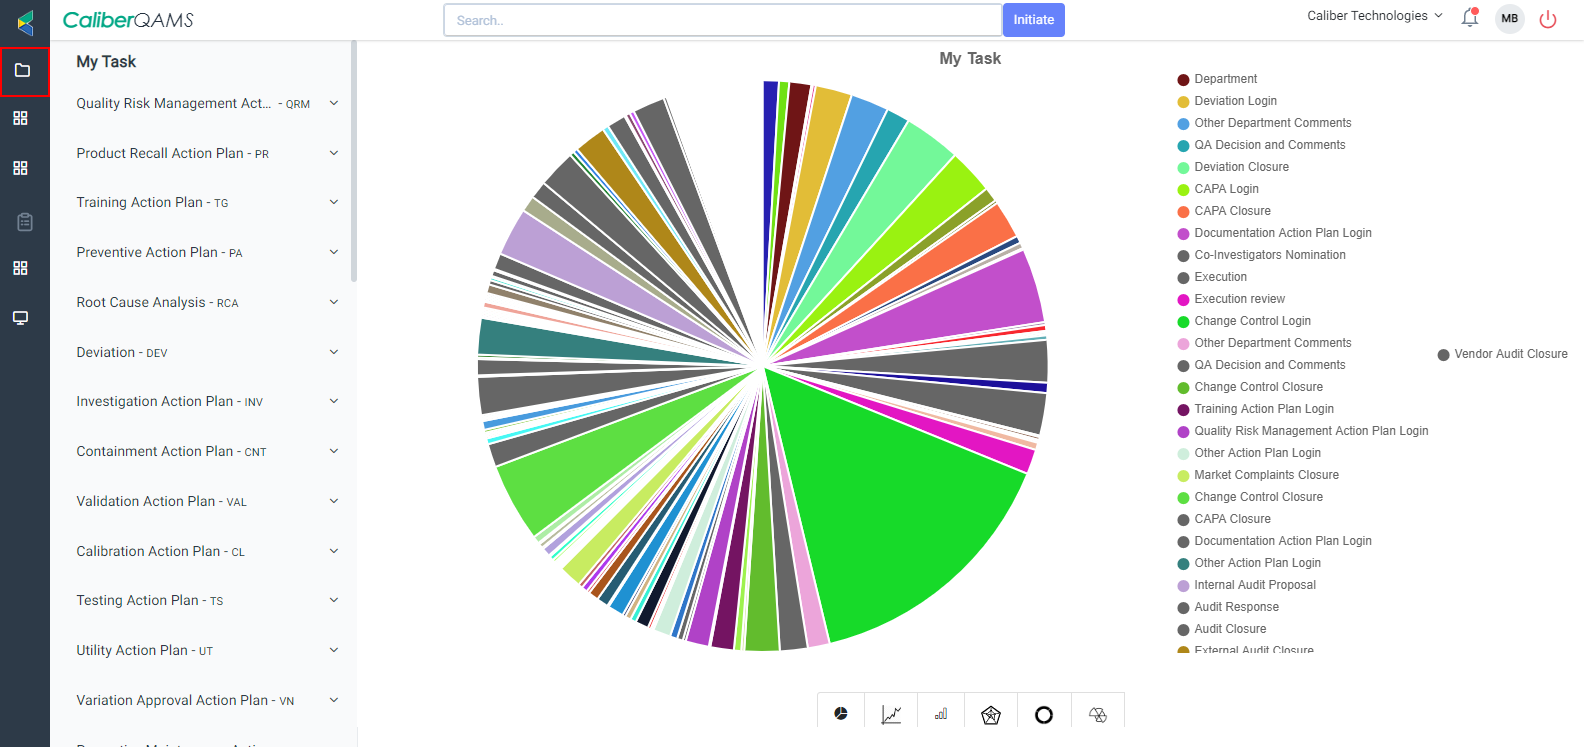 CaliberQAMS
Search..
Initiate
Caliber Technologies
MB
My Task
Quality Risk Management Act... - QRM
Product Recall Action Plan - PR
Training Action Plan - TG
Preventive Action Plan - PA
Root Cause Analysis - RCA
Deviation - DEV
Investigation Action Plan - INV
Containment Action Plan - CNT
Validation Action Plan - VAL
Calibration Action Plan - CL
Testing Action Plan - TS
Utility Action Plan - UT
Variation Approval Action Plan - VN
My Task
Department
Deviation Login
Other Department Comments
QA Decision and Comments
Deviation Closure
CAPA Login
CAPA Closure
Documentation Action Plan Login
Co-Investigators Nomination
Execution
Execution review
Change Control Login
Other Department Comments
QA Decision and Comments
Change Control Closure
Training Action Plan Login
Quality Risk Management Action Plan Login
Other Action Plan Login
Market Complaints Closure
Change Control Closure
CAPA Closure
Documentation Action Plan Login
Other Action Plan Login
Internal Audit Proposal
Audit Response
Audit Closure
External Audit Closure
Vendor Audit Closure